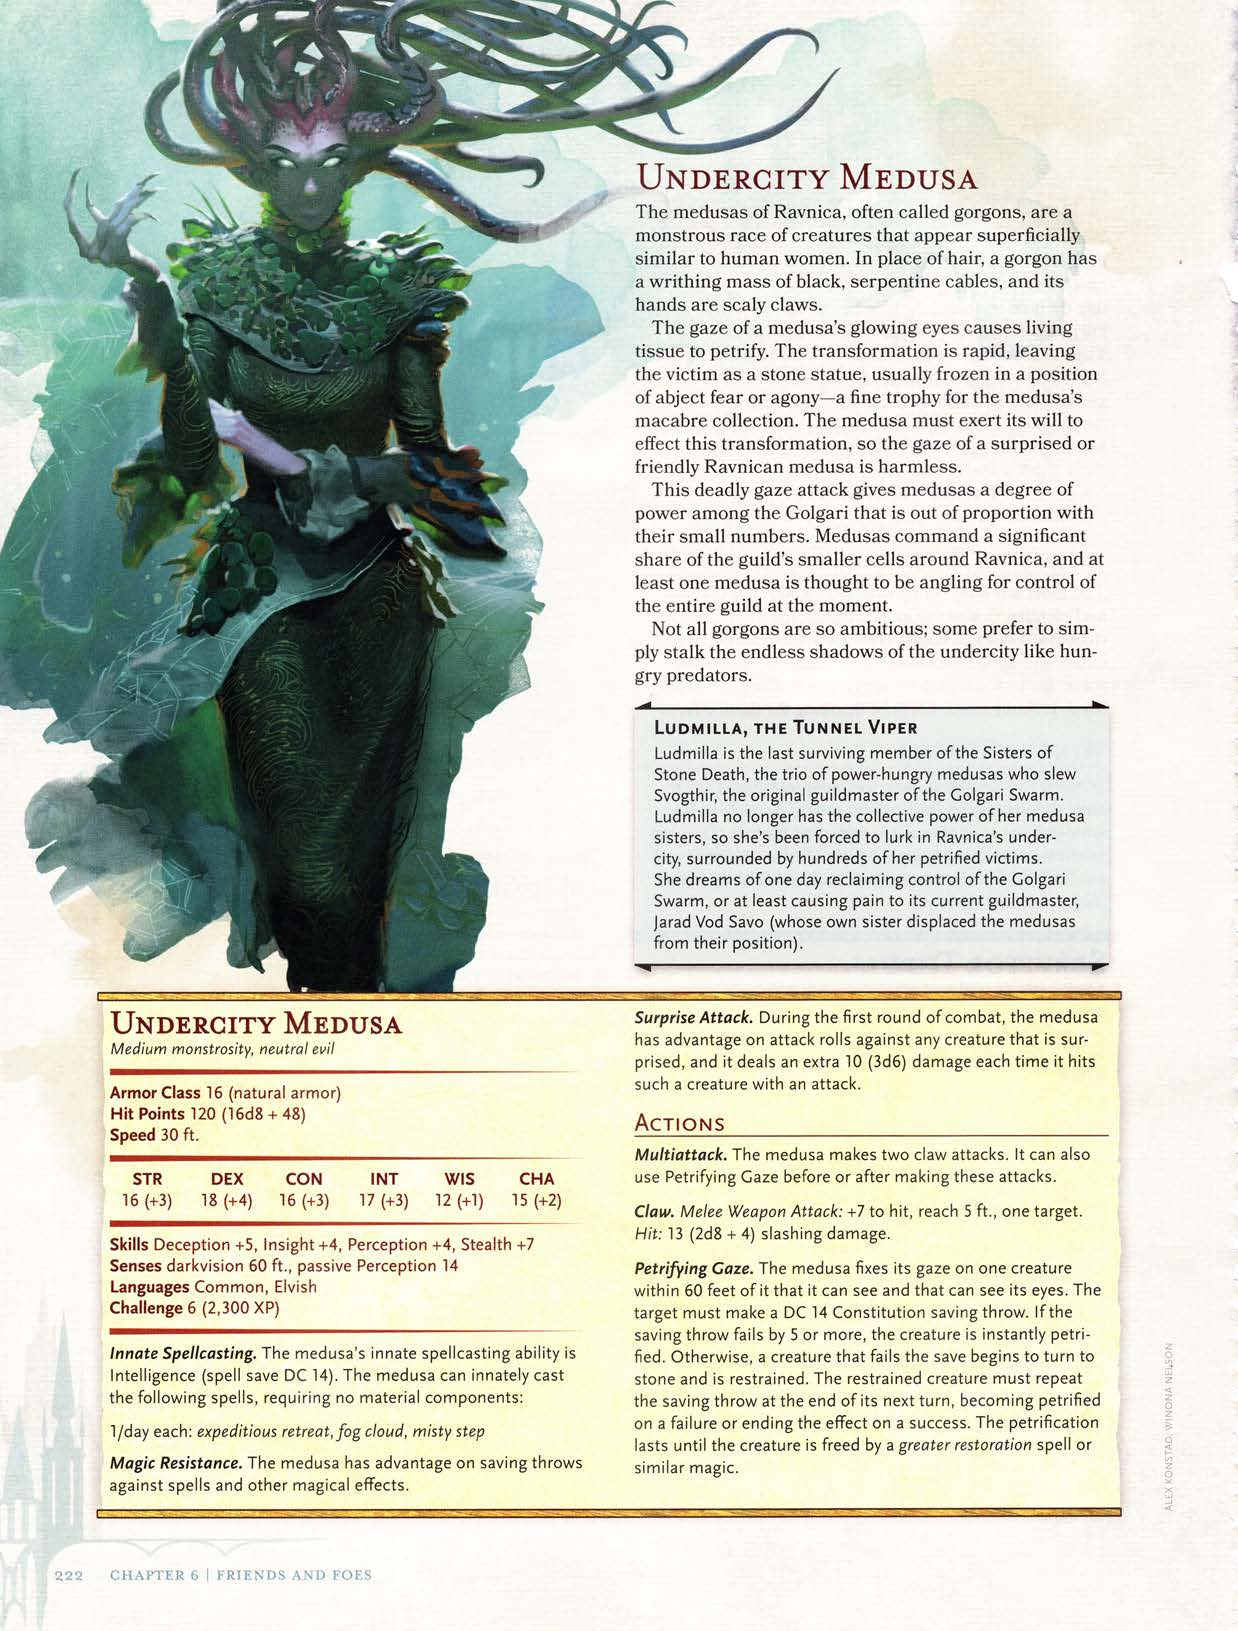 Undercity Medusa
The medusas of Ravnica, often called gorgons, are a
monstrous race of creatures that appear superficially
similar to human women. In place of hair, a gorgon has
a writhing mass of black, serpentine cables, and its
hands are scaly claws.
The gaze of a medusa's glowing eyes causes living
tissue to petrify. The transformation is rapid, leaving
the victim as a stone statue, usually frozen in a position
of abject fear or agony—a fine trophy for the medusa's
macabre collection. The medusa must exert its will to
effect this transformation, so the gaze of a surprised or
friendly Ravnican medusa is harmless.
This deadly gaze attack gives medusas a degree of
power among the Golgari that is out of proportion with
their small numbers. Medusas command a significant
share of the guild's smaller cells around Ravnica, and at
least one medusa is thought to be angling for control of
the entire guild at the moment.
Not all gorgons are so ambitious; some prefer to sim-
ply stalk the endless shadows of the undercity like hun-
gry predators.
Ludmilla, the Tunnel Viper
Ludmilla is the last surviving member of the Sisters of
Stone Death, the trio of power-hungry medusas who slew
Svogthir, the original guildmaster of the Golgari Swarm.
Ludmilla no longer has the collective power of her medusa
sisters, so she's been forced to lurk in Ravnica's under-
city, surrounded by hundreds of her petrified victims.
She dreams of one day reclaiming control of the Golgari
Swarm, or at least causing pain to its current guildmaster,
Jarad Vod Savo (whose own sister displaced the medusas
from their position).
Undercity Medusa
Medium monstrosity, neutral evil
Armor Class 16 (natural armor)
Hit Points 120 (16d8 + 48)
Speed 30 ft.
STR DEX CON INT WIS CHA
16 (+3) 18 (+4) 16 (+3) 17 (+3) 12 (+1) 15 (+2)
Skills Deception +5, Insight +4, Perception +4, Stealth +7
Senses darkvision 60 ft., passive Perception 14
Languages Common, Elvish
Challenge 6 (2,300 XP)
Innate Spellcasting. The medusa's innate spellcasting ability is
Intelligence (spell save DC 14). The medusa can innately cast
the following spells, requiring no material components:
1/day each: expeditious retreat, fog cloud, misty step
Magic Resistance. The medusa has advantage on saving throws
against spells and other magical effects.
Surprise Attack. During the first round of combat, the medusa
has advantage on attack rolls against any creature that is sur-
prised, and it deals an extra 10 (3d6) damage each time it hits
such a creature with an attack.
Actions
Multiattack. The medusa makes two claw attacks. It can also
use Petrifying Gaze before or after making these attacks.
Claw. Melee Weapon Attack: +7 to hit, reach 5 ft., one target.
Hit: 13 (2d8 + 4) slashing damage.
Petrifying Gaze. The medusa fixes its gaze on one creature
within 60 feet of it that it can see and that can see its eyes. The
target must make a DC 14 Constitution saving throw. If the
saving throw fails by 5 or more, the creature is instantly petri-
fied. Otherwise, a creature that fails the save begins to turn to
stone and is restrained. The restrained creature must repeat
the saving throw at the end of its next turn, becoming petrified
on a failure or ending the effect on a success. The petrification
lasts until the creature is freed by a greater restoration spell or
similar magic.
ALEX KONSTAD, WINONA NELSON
222 CHAPTER 6 | FRIENDS AND FOES